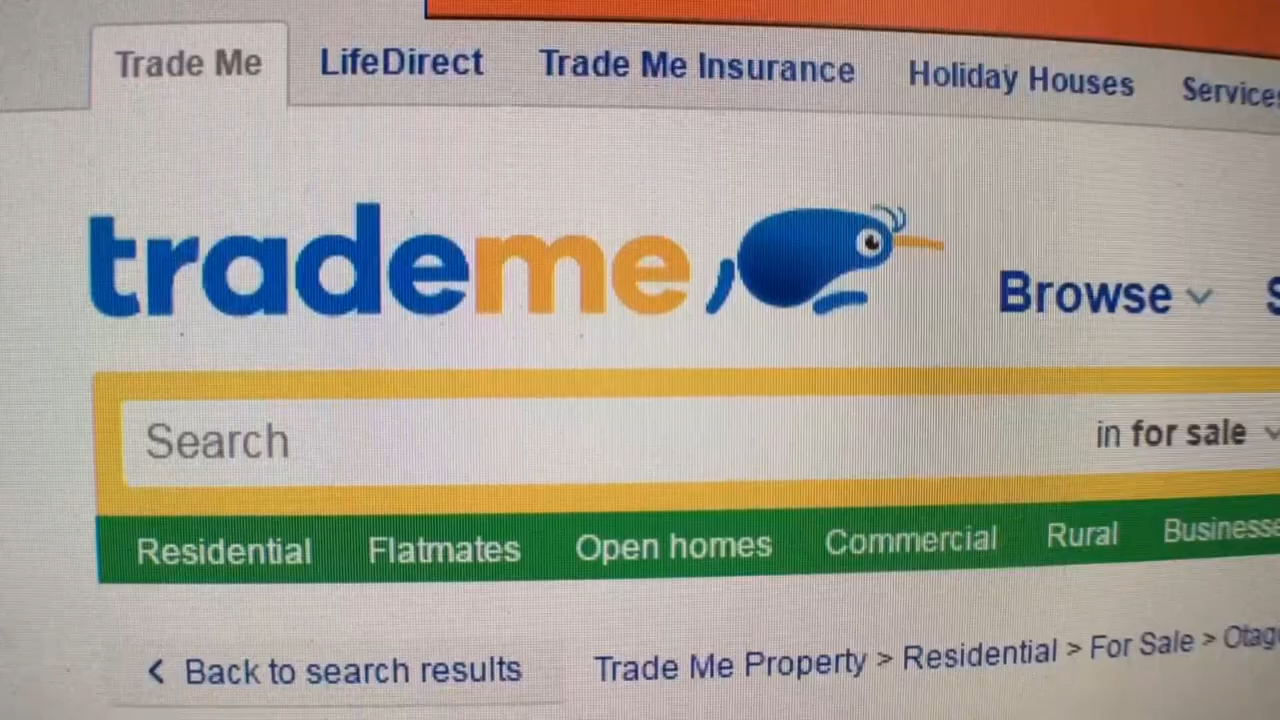 Trade Me LifeDirect Trade Me Insurance Holiday Houses
trademe
Browse
Search in for sale
Residential Flatmates Open homes Commercial Rural
< Back to search results Trade Me Property > Residential > For Sale >